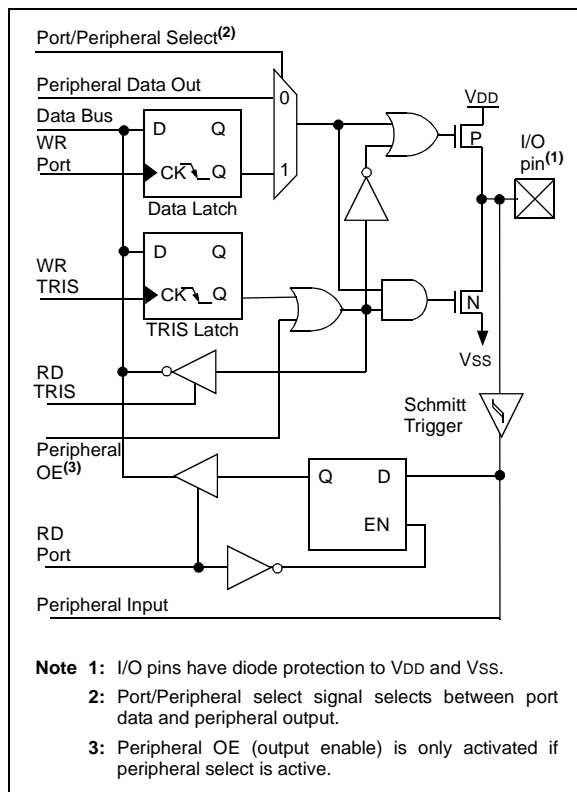 Port/Peripheral Select(2)
Peripheral Data Out
Data Bus
WR
Port
D Q
CK Q
Data Latch
0
1
VDD
P
I/O
pin(1)
WR
TRIS
D Q
CK Q
TRIS Latch
N
VSS
RD
TRIS
Schmitt
Trigger
Peripheral
OE(3)
Q D
EN
RD
Port
Peripheral Input
Note 1: I/O pins have diode protection to VDD and VSS.
2: Port/Peripheral select signal selects between port
data and peripheral output.
3: Peripheral OE (output enable) is only activated if
peripheral select is active.